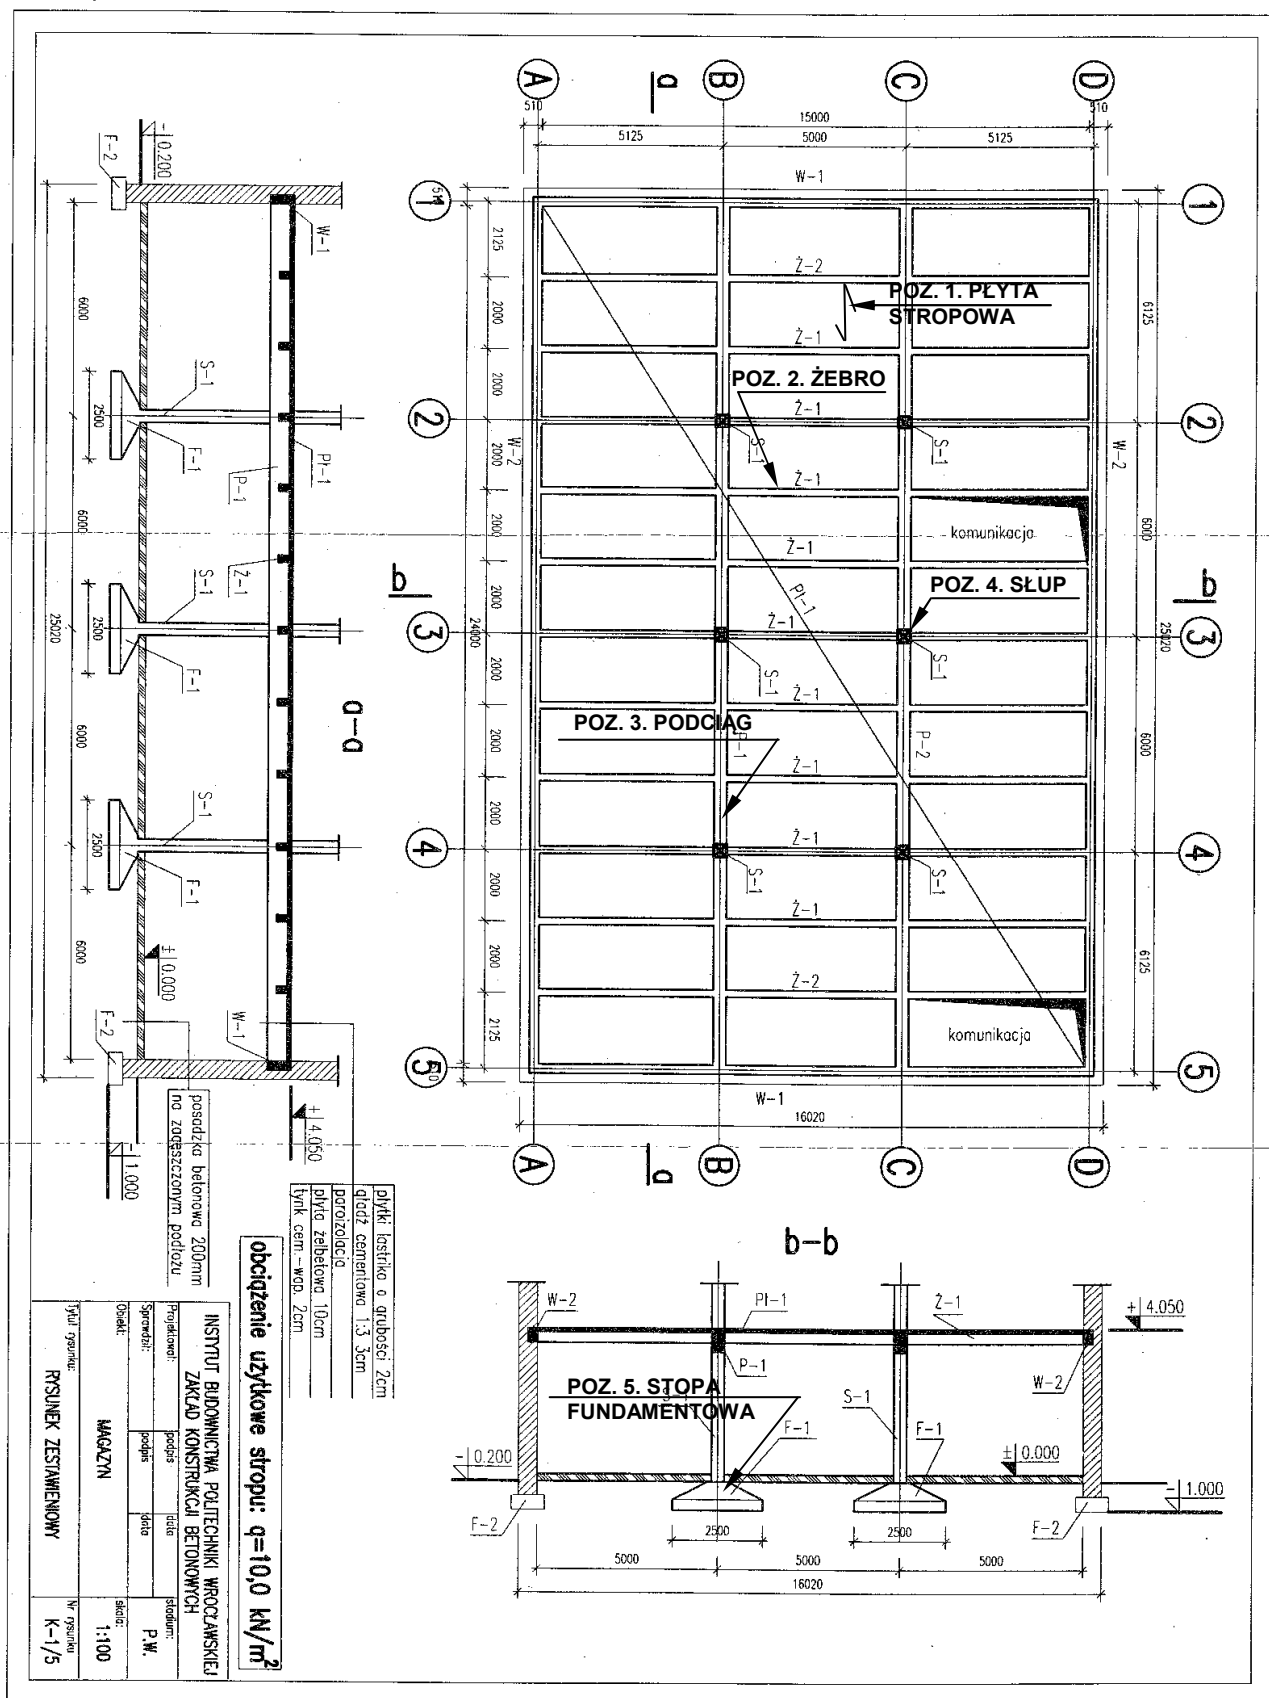 A
B
C
D
a
510
15000
510
5125
5000
5125
W-1
1
1
510
2125
Ż-2
POZ. 1. PŁYTA
STROPOWA
6125
2000
Ż-1
2000
POZ. 2. ŻEBRO
Ż-1
2
2
S-1
S-1
W-2
W-2
2000
Ż-1
2000
komunikacja
6000
Ż-1
b
b
2000
Pł-1
POZ. 4. SŁUP
3
3
24000
25020
Ż-1
S-1
S-1
2000
Ż-1
POZ. 3. PODCIĄG
P-1
P-2
2000
Ż-1
6000
2000
4
4
Ż-1
S-1
S-1
2000
Ż-1
2000
Ż-2
6125
2125
komunikacja
5
5
510
W-1
16020
A
B
C
D
a
F-2
-0.200
W-1
6000
S-1
2500
F-1
Pł-1
P-1
6000
Ż-1
S-1
2500
F-1
25020
a-a
6000
S-1
2500
F-1
6000
±0.000
F-2
W-1
+4.050
-1.000
posadzka betonowa 200mm
na zagęszczonym podłożu
płytki lastriko o grubości 2cm
gładź cementowa 1:3 3cm
paroizolacja
płyta żelbetowa 10cm
tynk cem.-wap. 2cm
obciążenie użytkowe stropu: q=10,0 kN/m²
b-b
W-2
Pł-1
Ż-1
+4.050
P-1
W-2
POZ. 5. STOPA
FUNDAMENTOWA
S-1
F-1
F-1
-0.200
±0.000
-1.000
F-2
F-2
2500
2500
5000
5000
5000
16020
INSTYTUT BUDOWNICTWA POLITECHNIKI WROCŁAWSKIEJ
ZAKŁAD KONSTRUKCJI BETONOWYCH
Projektował:
podpis
data
stadium:
P.W.
Sprawdził:
podpis
data
Obiekt:
MAGAZYN
skala:
1:100
Tytuł rysunku:
RYSUNEK ZESTAWIENIOWY
Nr rysunku
K-1/5